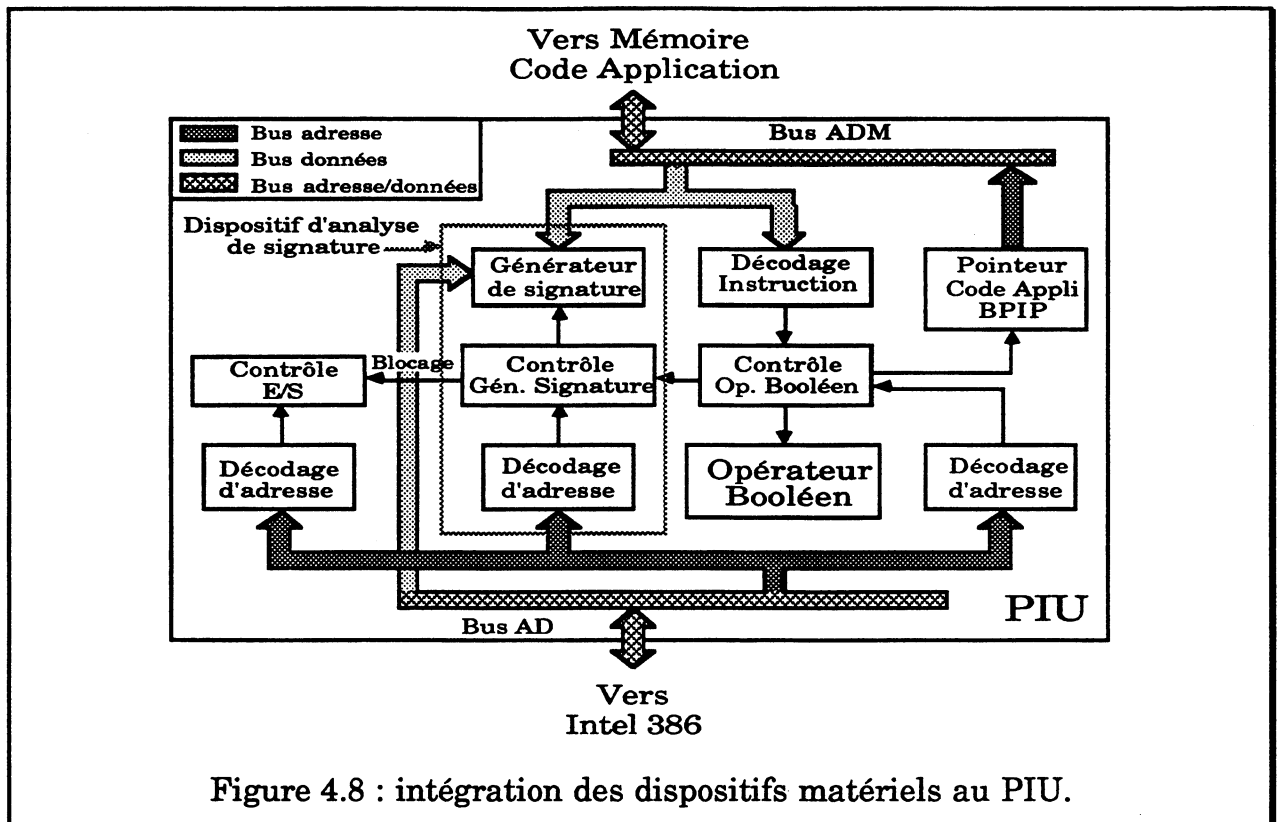 Vers Mémoire
Code Application
Bus adresse
Bus données
Bus adresse/données
Bus ADM
Dispositif d'analyse
de signature
Générateur
de signature
Décodage
Instruction
Pointeur
Code Appli
BPIP
Contrôle
E/S
Blocage
Contrôle
Gén. Signature
Contrôle
Op. Booléen
Décodage
d'adresse
Décodage
d'adresse
Opérateur
Booléen
Décodage
d'adresse
Bus AD
PIU
Vers
Intel 386
Figure 4.8 : intégration des dispositifs matériels au PIU.